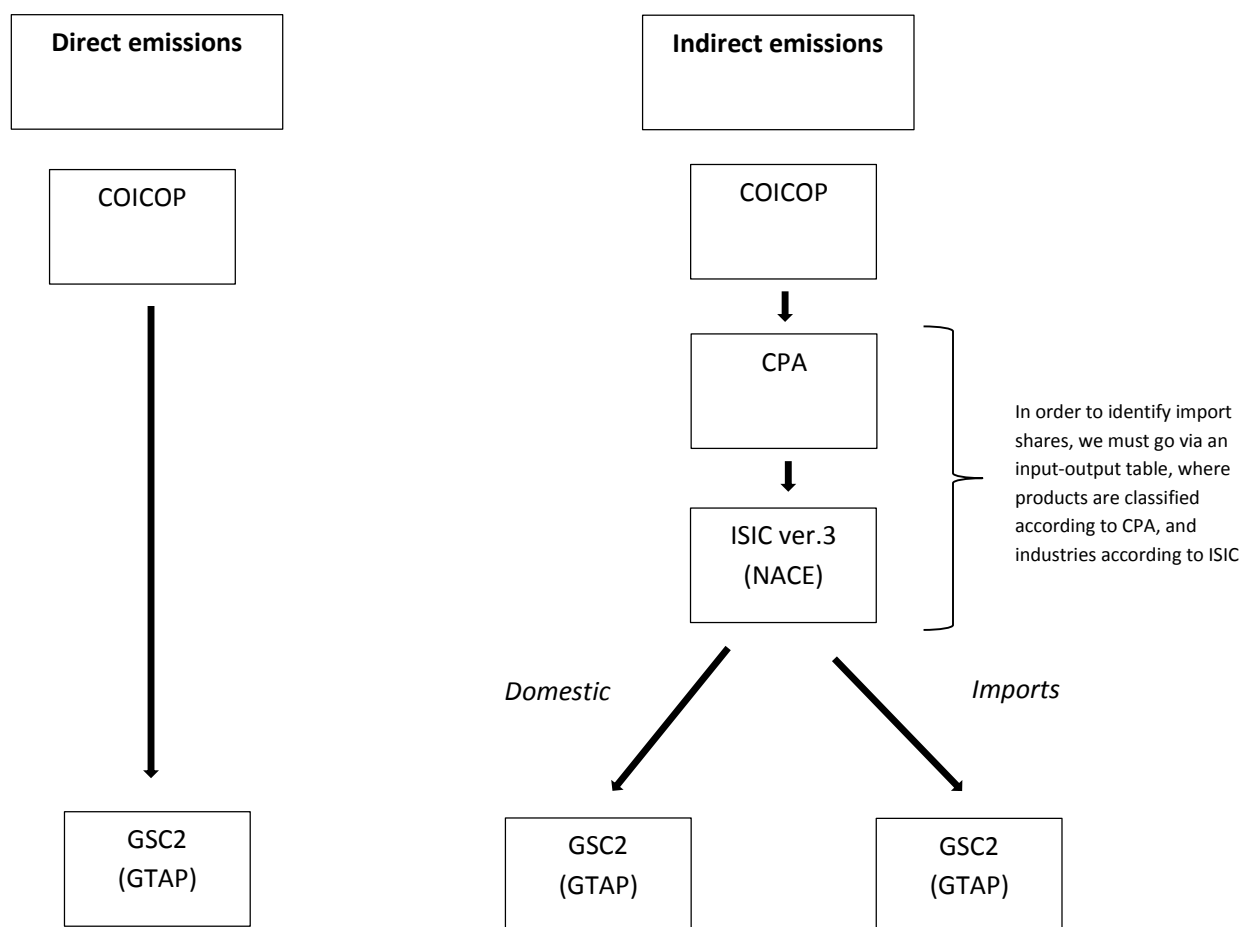 Direct emissions
Indirect emissions
COICOP
COICOP
CPA
In order to identify import
shares, we must go via an
input-output table, where
products are classified
according to CPA, and
industries according to ISIC
ISIC ver.3
(NACE)
Domestic
Imports
GSC2
(GTAP)
GSC2
(GTAP)
GSC2
(GTAP)